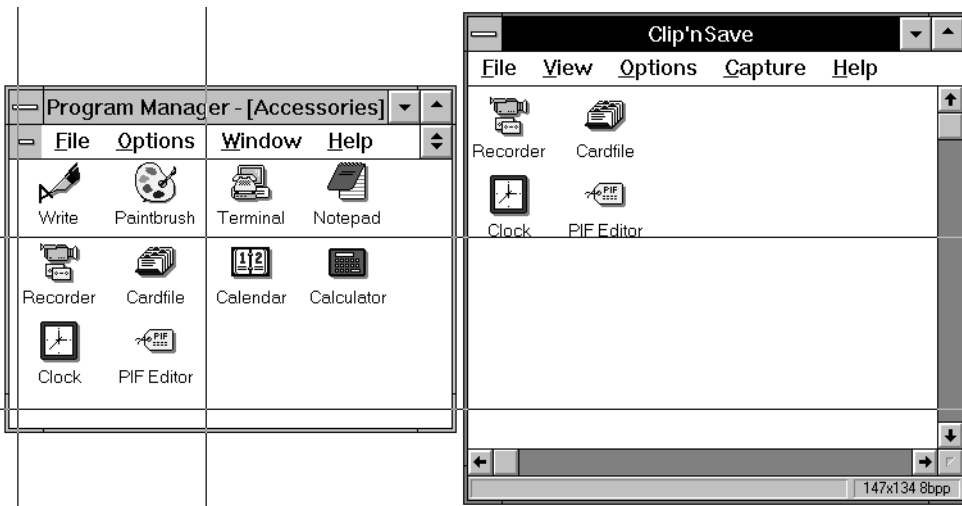 Program Manager - [Accessories]
File Options Window Help
Write Paintbrush Terminal Notepad
Recorder Cardfile Calendar Calculator
Clock PIF Editor
Clip'nSave
File View Options Capture Help
Recorder Cardfile
Clock PIF Editor
147x134 8bpp